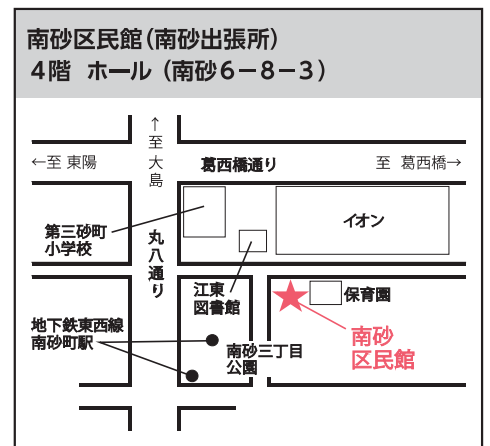 南砂区民館(南砂出張所)
4階 ホール (南砂6－8－3)
↑至大島
←至 東陽
葛西橋通り
至 葛西橋→
第三砂町
小学校
丸八通り
イオン
江東
図書館
保育園
地下鉄東西線
南砂町駅
南砂三丁目
公園
南砂
区民館